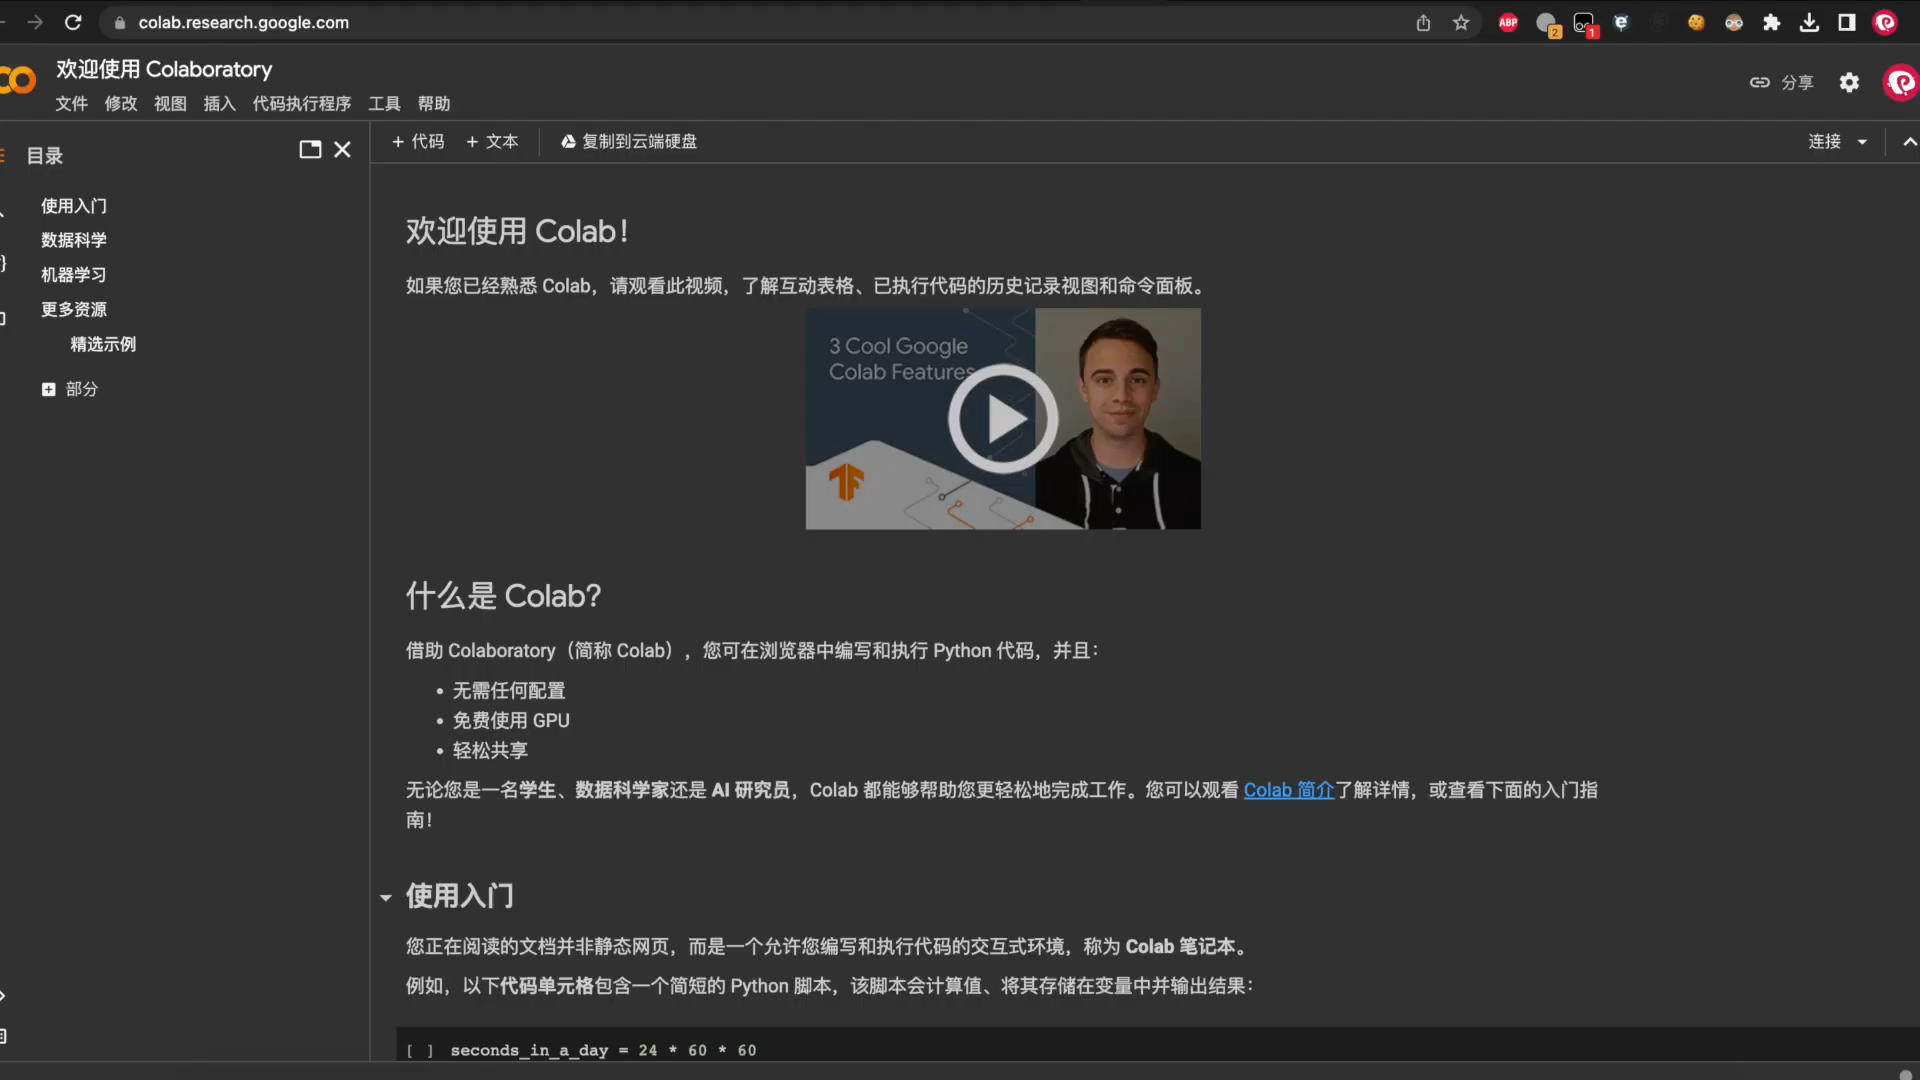 colab.research.google.com
ABP
2
1
欢迎使用 Colaboratory
文件 修改 视图 插入 代码执行程序 工具 帮助
分享
目录
+ 代码 + 文本 复制到云端硬盘
连接
使用入门
数据科学
机器学习
更多资源
精选示例
部分
欢迎使用 Colab!
如果您已经熟悉 Colab，请观看此视频，了解互动表格、已执行代码的历史记录视图和命令面板。
3 Cool Google
Colab Features
什么是 Colab?
借助 Colaboratory（简称 Colab），您可在浏览器中编写和执行 Python 代码，并且：
• 无需任何配置
• 免费使用 GPU
• 轻松共享
无论您是一名学生、数据科学家还是 AI 研究员，Colab 都能够帮助您更轻松地完成工作。您可以观看 Colab 简介了解详情，或查看下面的入门指
南！
使用入门
您正在阅读的文档并非静态网页，而是一个允许您编写和执行代码的交互式环境，称为 Colab 笔记本。
例如，以下代码单元格包含一个简短的 Python 脚本，该脚本会计算值、将其存储在变量中并输出结果：
[ ] seconds_in_a_day = 24 * 60 * 60